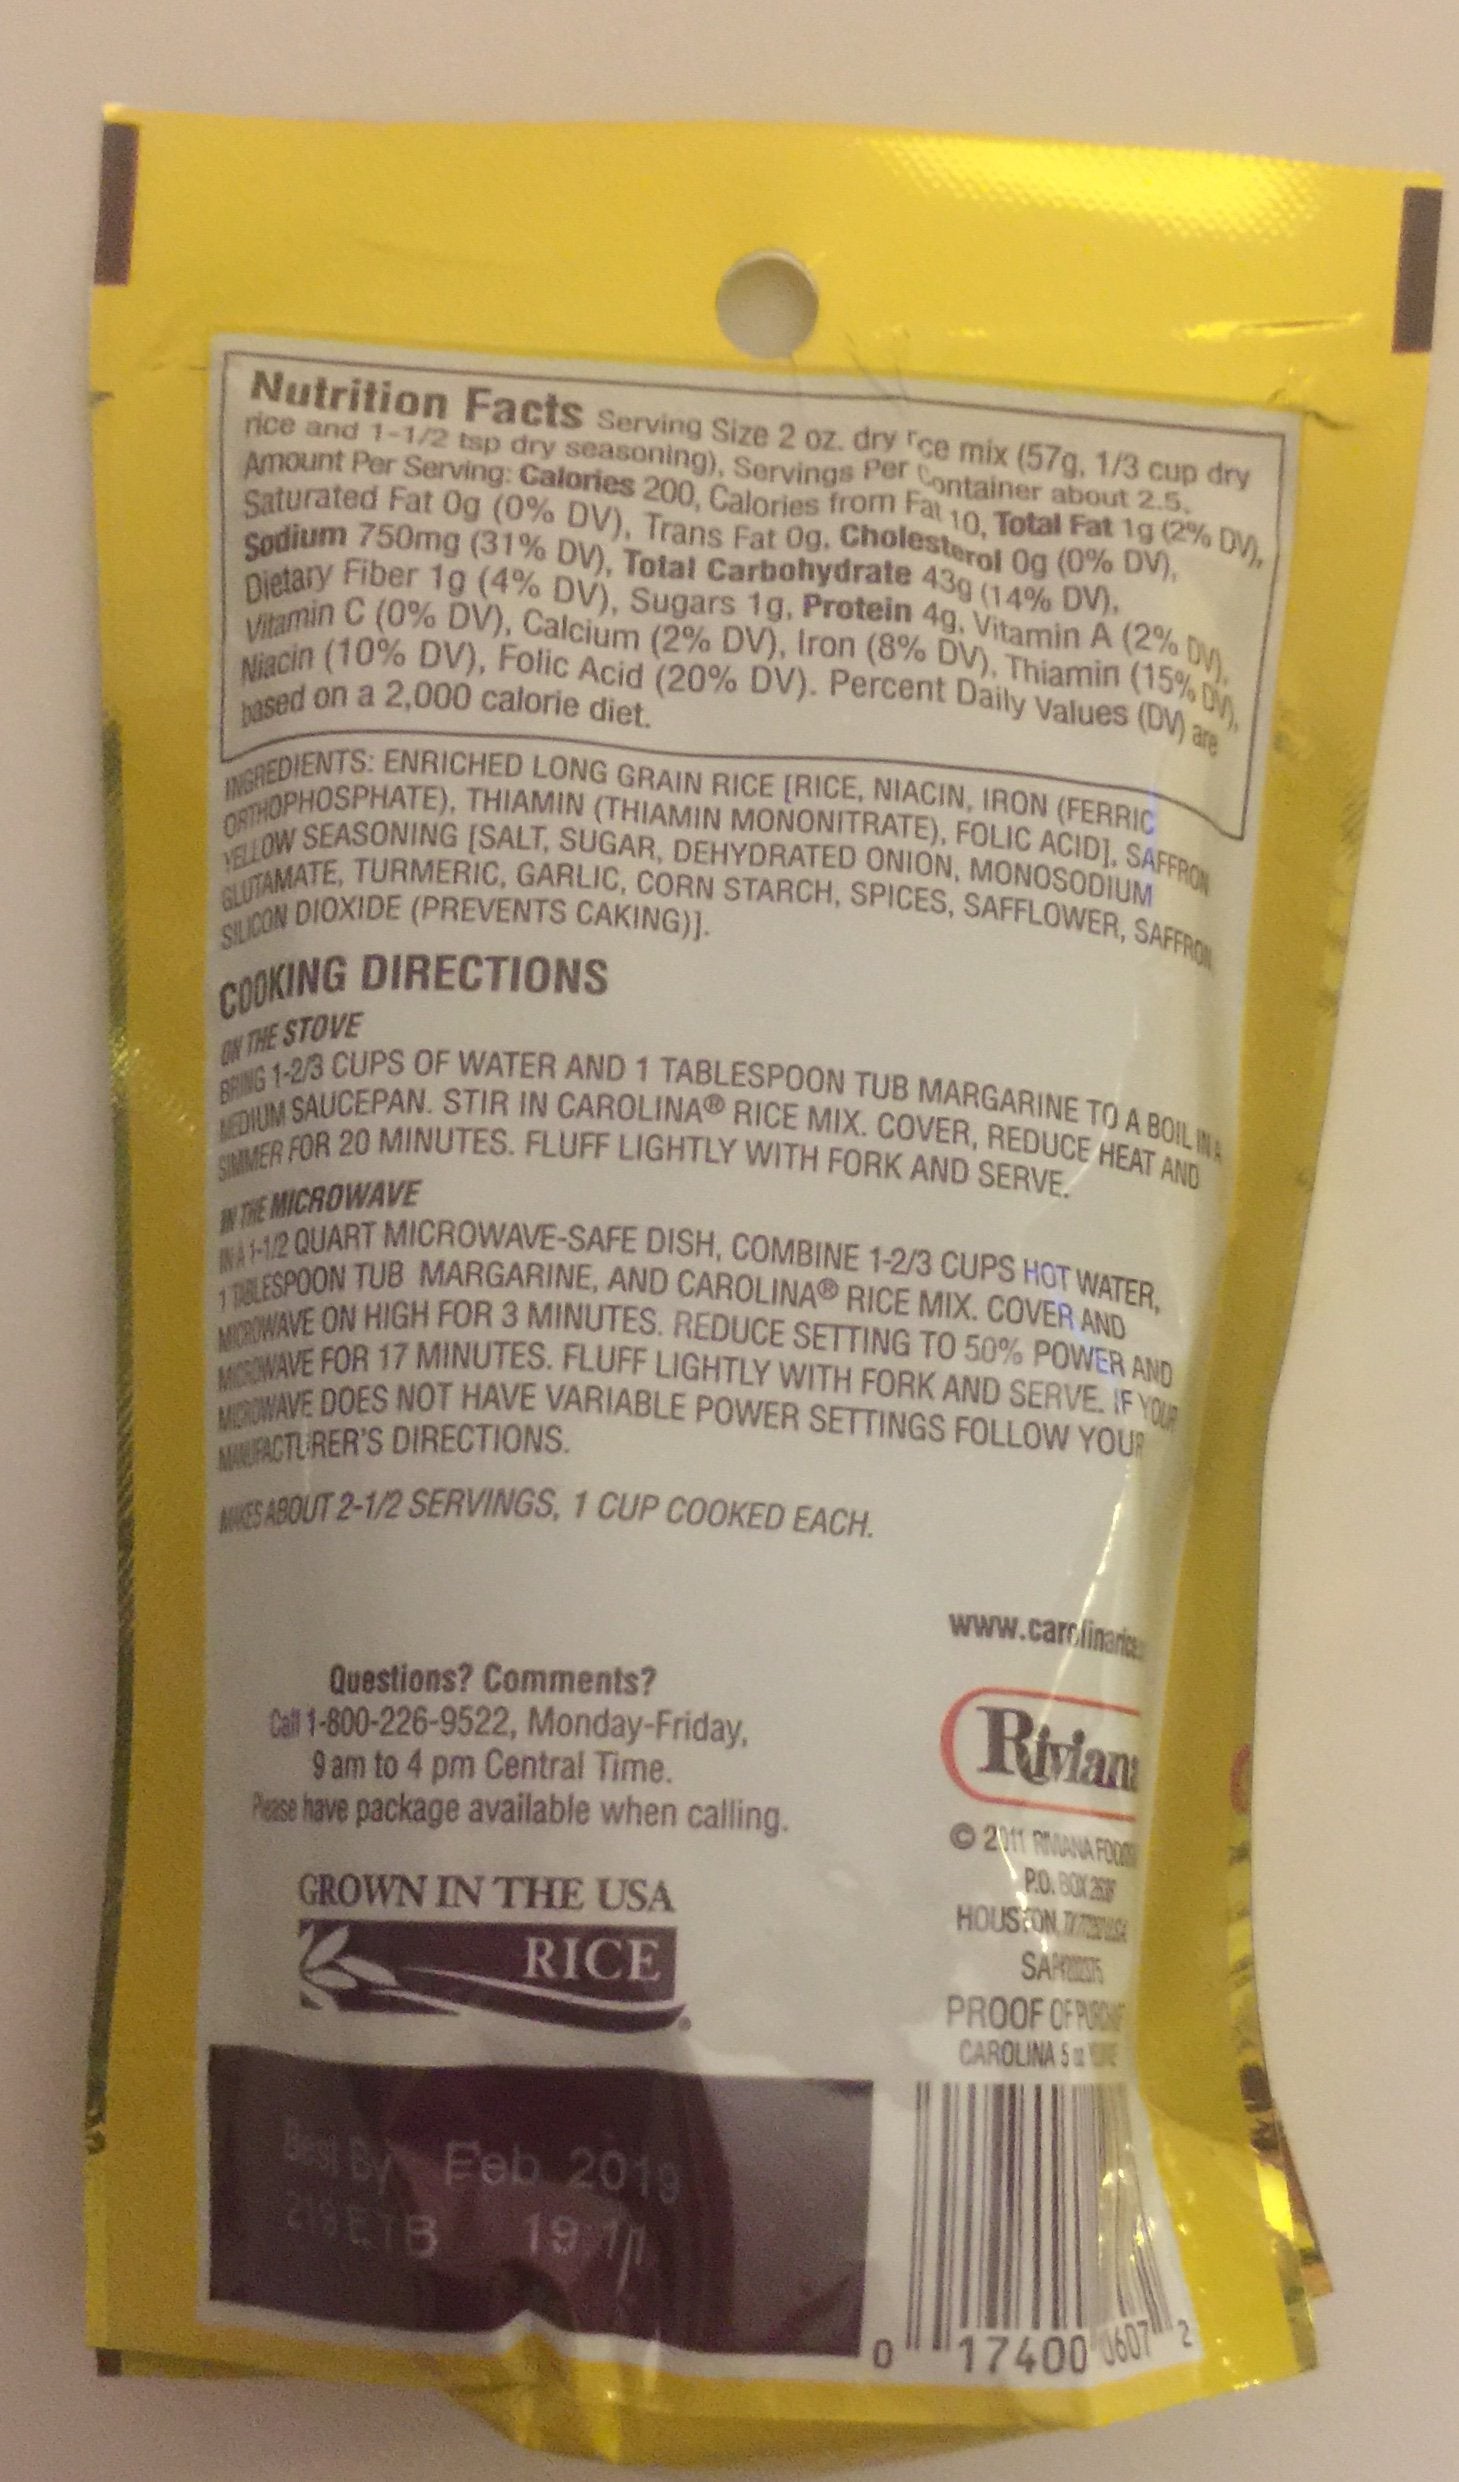 Nutrition Facts Serving Size 2 oz. dry rice mix (57g, 1/3 cup dry
rice and 1-1/2 tsp dry seasoning), Servings Per Container about 2.5,
Amount Per Serving: Calories 200, Calories from Fat 10, Total Fat 1g (2% DV),
Saturated Fat 0g (0% DV), Trans Fat 0g, Cholesterol 0g (0% DV),
Sodium 750mg (31% DV), Total Carbohydrate 43g (14% DV),
Dietary Fiber 1g (4% DV), Sugars 1g, Protein 4g, Vitamin A (2% DV),
Vitamin C (0% DV), Calcium (2% DV), Iron (8% DV), Thiamin (15% DV),
Niacin (10% DV), Folic Acid (20% DV). Percent Daily Values (DV) are
based on a 2,000 calorie diet.
INGREDIENTS: ENRICHED LONG GRAIN RICE [RICE, NIACIN, IRON (FERRIC
ORTHOPHOSPHATE), THIAMIN (THIAMIN MONONITRATE), FOLIC ACID], SAFFRON
YELLOW SEASONING [SALT, SUGAR, DEHYDRATED ONION, MONOSODIUM
GLUTAMATE, TURMERIC, GARLIC, CORN STARCH, SPICES, SAFFLOWER, SAFFRON,
SILICON DIOXIDE (PREVENTS CAKING)].
COOKING DIRECTIONS
ON THE STOVE
BRING 1-2/3 CUPS OF WATER AND 1 TABLESPOON TUB MARGARINE TO A BOIL IN A
MEDIUM SAUCEPAN. STIR IN CAROLINA® RICE MIX. COVER, REDUCE HEAT AND
SIMMER FOR 20 MINUTES. FLUFF LIGHTLY WITH FORK AND SERVE.
IN THE MICROWAVE
IN A 1-1/2 QUART MICROWAVE-SAFE DISH, COMBINE 1-2/3 CUPS HOT WATER,
1 TABLESPOON TUB MARGARINE, AND CAROLINA® RICE MIX. COVER AND
MICROWAVE ON HIGH FOR 3 MINUTES. REDUCE SETTING TO 50% POWER AND
MICROWAVE FOR 17 MINUTES. FLUFF LIGHTLY WITH FORK AND SERVE. IF YOUR
MICROWAVE DOES NOT HAVE VARIABLE POWER SETTINGS FOLLOW YOUR
MANUFACTURER'S DIRECTIONS.
MAKES ABOUT 2-1/2 SERVINGS, 1 CUP COOKED EACH.
www.carolinarice
Questions? Comments?
Call 1-800-226-9522, Monday-Friday,
9 am to 4 pm Central Time.
Please have package available when calling.
Riviana
© 2011 RIVIANA FOODS
P.O. BOX
HOUSTON, TX
GROWN IN THE USA
RICE
PROOF OF PURCHASE
CAROLINA 5 oz
Best By Feb 2019
0 17400 0607 2